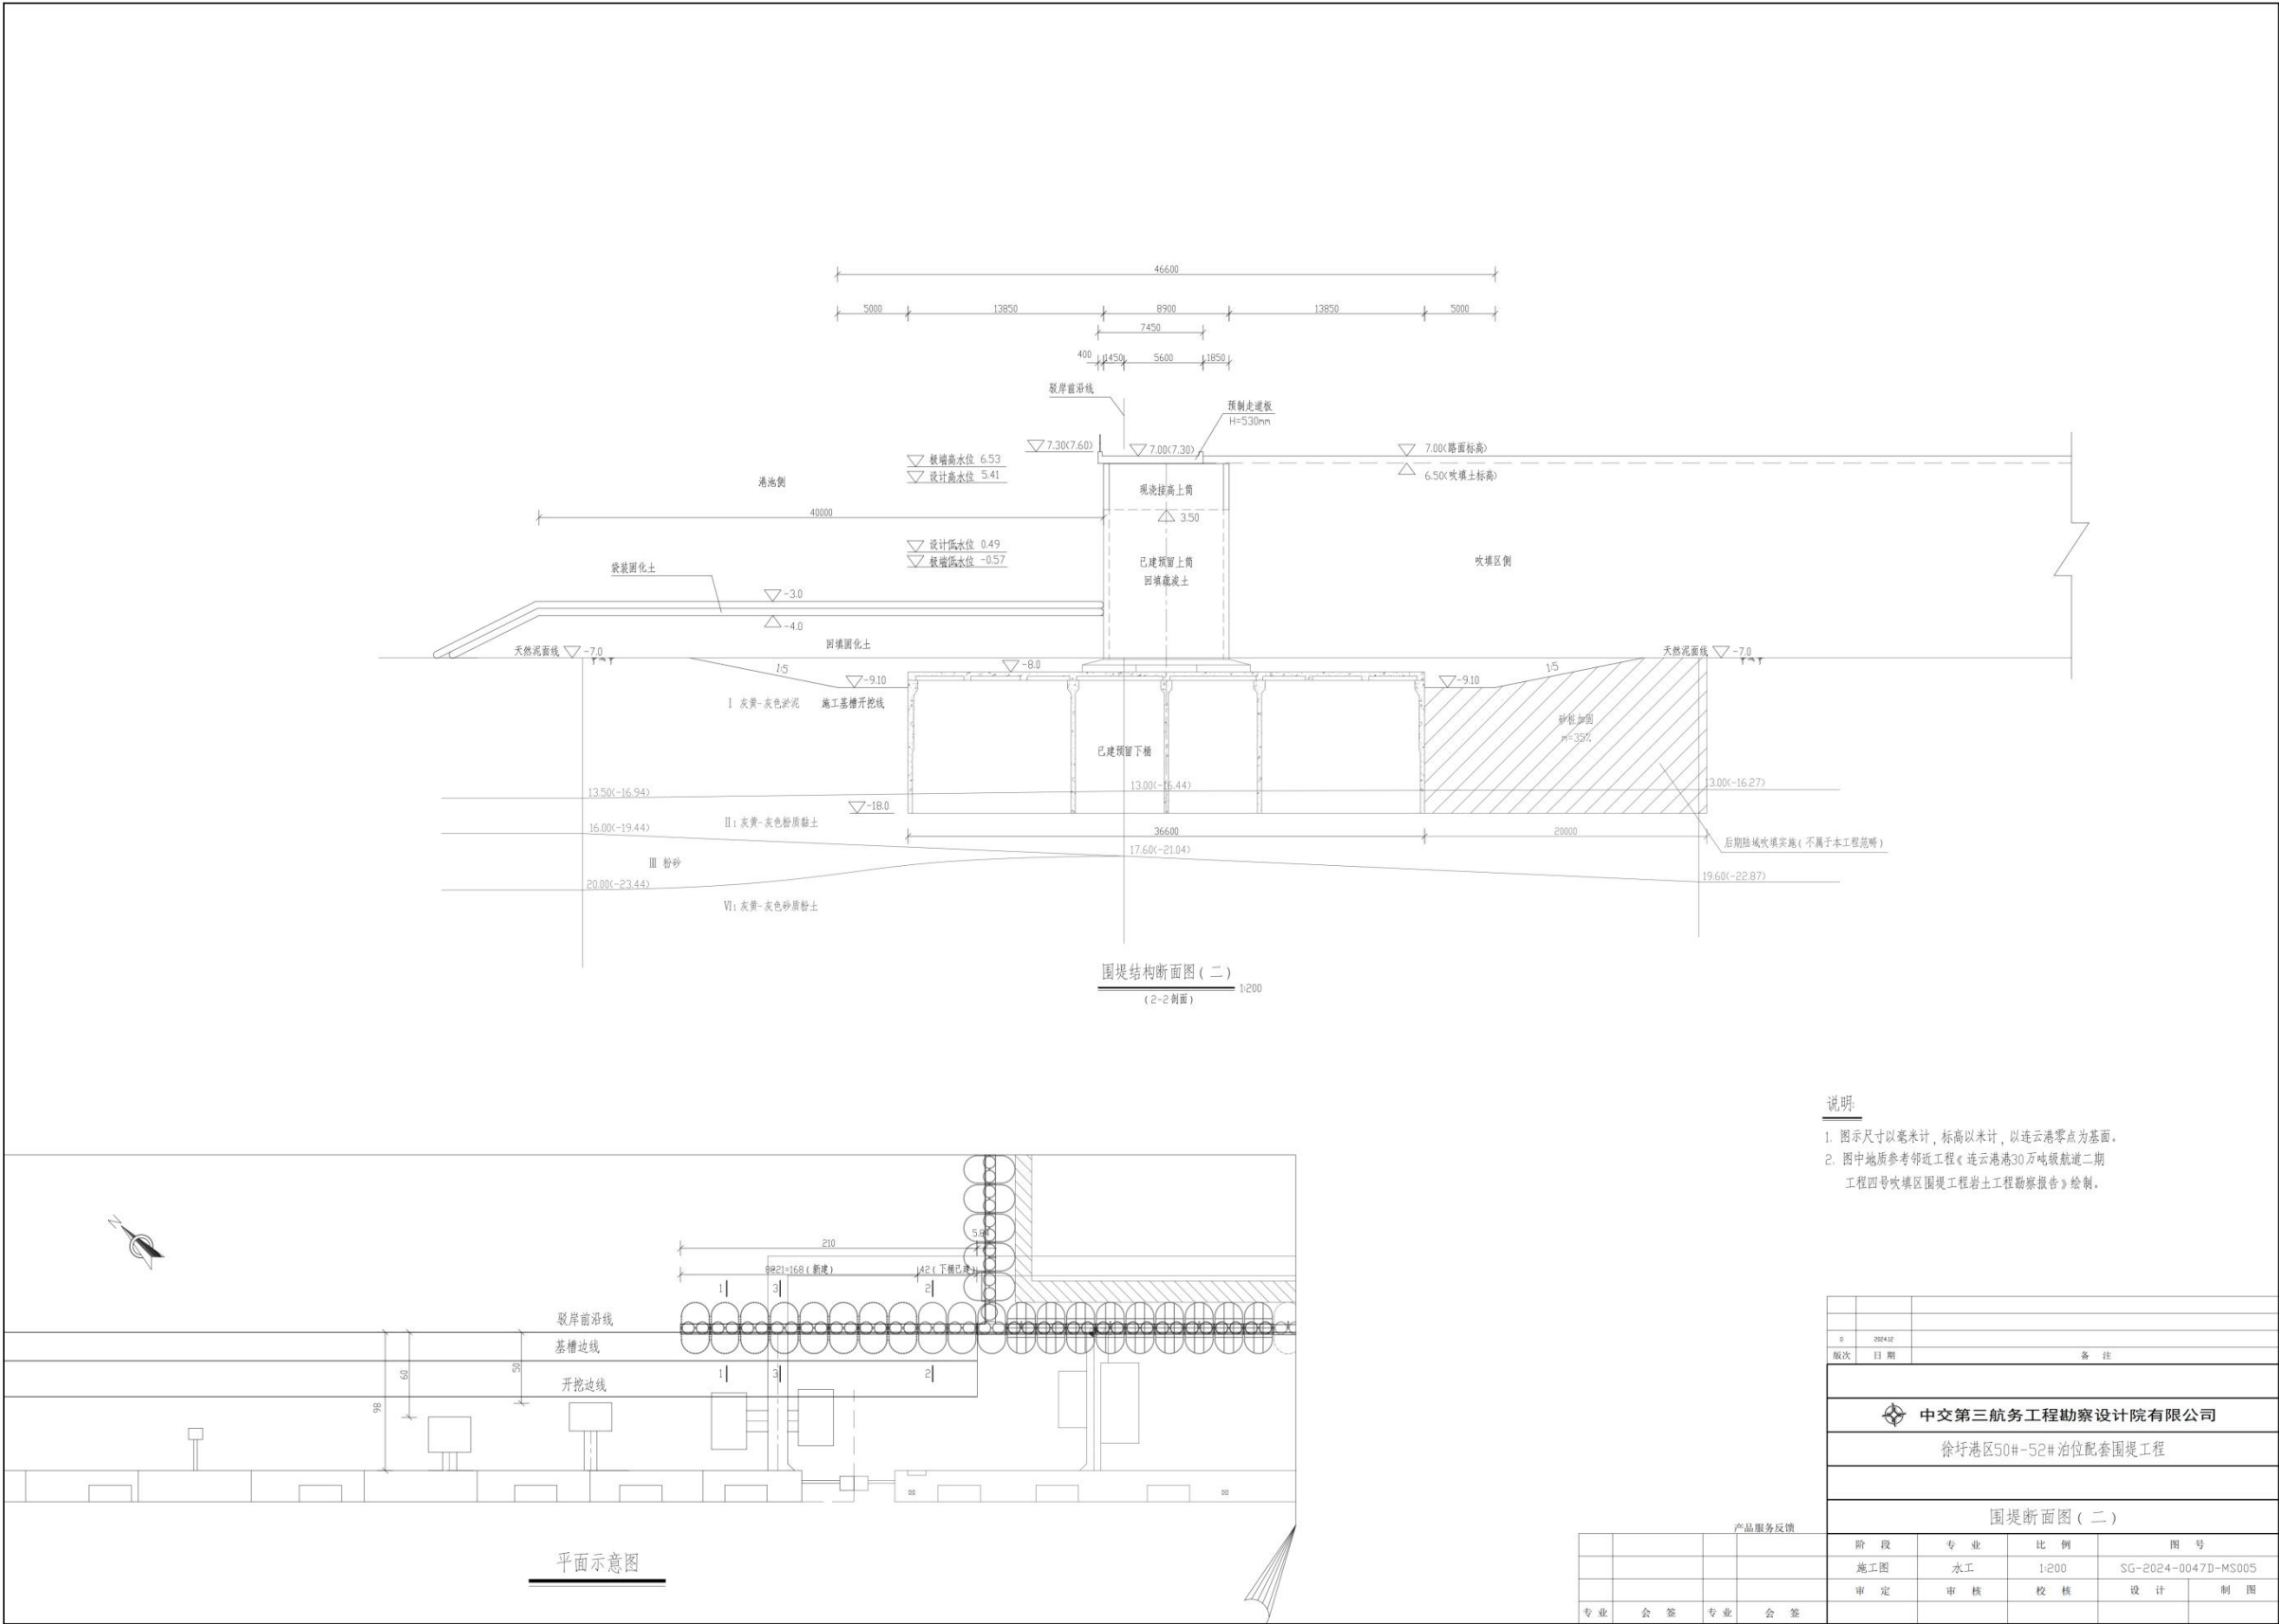 46600
5000
13850
8900
13850
5000
7450
400
1450
5600
1850
驳岸前沿线
预制走道板
H=530mm
7.30(7.60)
7.00(7.30)
7.00(路面标高)
极端高水位 6.53
设计高水位 5.41
6.50(吹填土标高)
港池侧
现浇接高上筒
40000
3.50
设计低水位 0.49
极端低水位 -0.57
已建预留上筒
回填疏浚土
吹填区侧
袋装固化土
-3.0
-4.0
回填固化土
天然泥面线 -7.0
天然泥面线 -7.0
1:5
-8.0
1:5
-9.10
-9.10
Ⅰ 灰黄-灰色淤泥
施工基槽开挖线
砂桩加固
m=35%
已建预留下桶
13.50(-16.94)
13.00(-16.44)
13.00(-16.27)
-18.0
Ⅱ1 灰黄-灰色粉质黏土
16.00(-19.44)
36600
20000
17.60(-21.04)
后期陆域吹填实施(不属于本工程范畴)
Ⅲ 粉砂
20.00(-23.44)
19.60(-22.87)
Ⅵ1 灰黄-灰色砂质粉土
围堤结构断面图(二)
1:200
(2-2剖面)
说明:
1. 图示尺寸以毫米计,标高以米计,以连云港零点为基面。
2. 图中地质参考邻近工程《连云港港30万吨级航道二期
工程四号吹填区围堤工程岩土工程勘察报告》绘制。
N
210
5.84
8@21=168(新建)
42(下桶已建)
1
3
2
驳岸前沿线
基槽边线
开挖边线
1
3
2
98
60
50
平面示意图
0
2024.12
版次
日 期
备 注
中交第三航务工程勘察设计院有限公司
徐圩港区50#-52#泊位配套围堤工程
围堤断面图(二)
产品服务反馈
阶 段
专 业
比 例
图 号
施工图
水工
1:200
SG-2024-0047D-MS005
审 定
审 核
校 核
设 计
制 图
专 业
会 签
专 业
会 签